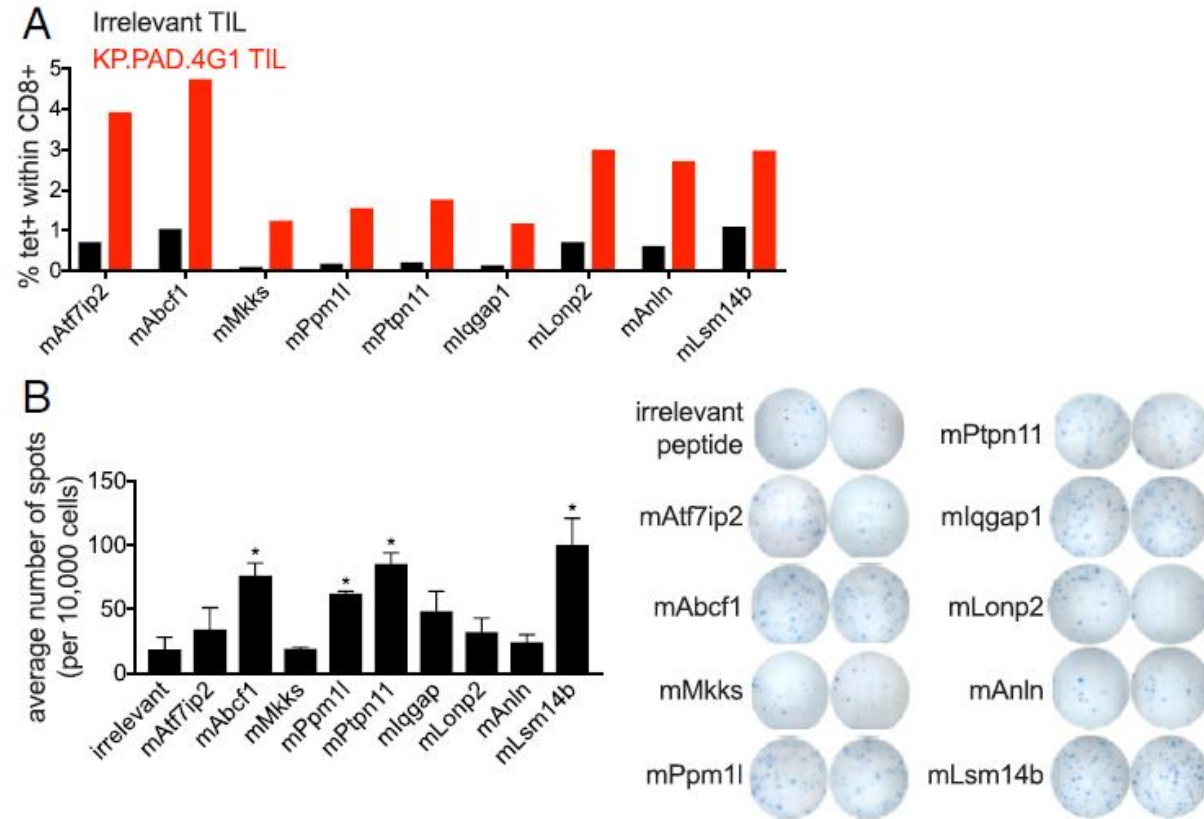 A
Irrelevant TIL
KP.PAD.4G1 TIL
% tet+ within CD8+
5
4
3
2
1
0
mAtf7ip2
mAbcf1
mMkks
mPpm1l
mPtpn11
mIqgap1
mLonp2
mAnln
mLsm14b
B
average number of spots
(per 10,000 cells)
150
100
50
0
*
*
*
*
irrelevant
mAtf7ip2
mAbcf1
mMkks
mPpm1l
mPtpn11
mIqgap
mLonp2
mAnln
mLsm14b
irrelevant
peptide
mAtf7ip2
mAbcf1
mMkks
mPpm1l
mPtpn11
mIqgap1
mLonp2
mAnln
mLsm14b